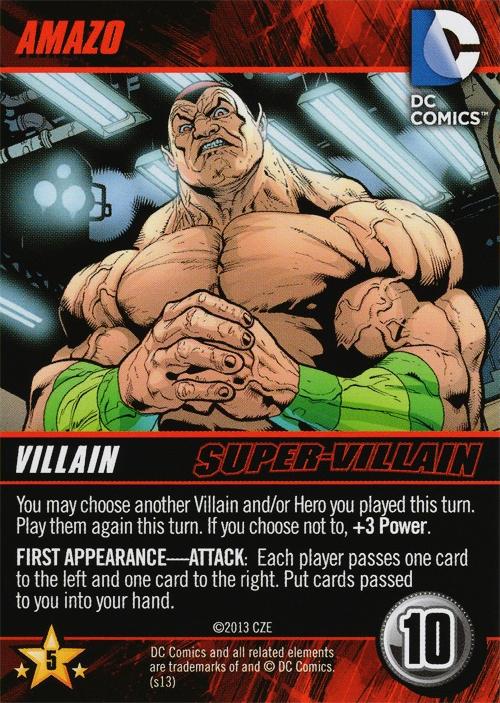 AMAZO
DC
COMICS™
VILLAIN
SUPER-VILLAIN
You may choose another Villain and/or Hero you played this turn.
Play them again this turn. If you choose not to, +3 Power.
FIRST APPEARANCE—ATTACK: Each player passes one card
to the left and one card to the right. Put cards passed
to you into your hand.
©2013 CZE
5
DC Comics and all related elements
are trademarks of and © DC Comics.
(s13)
10